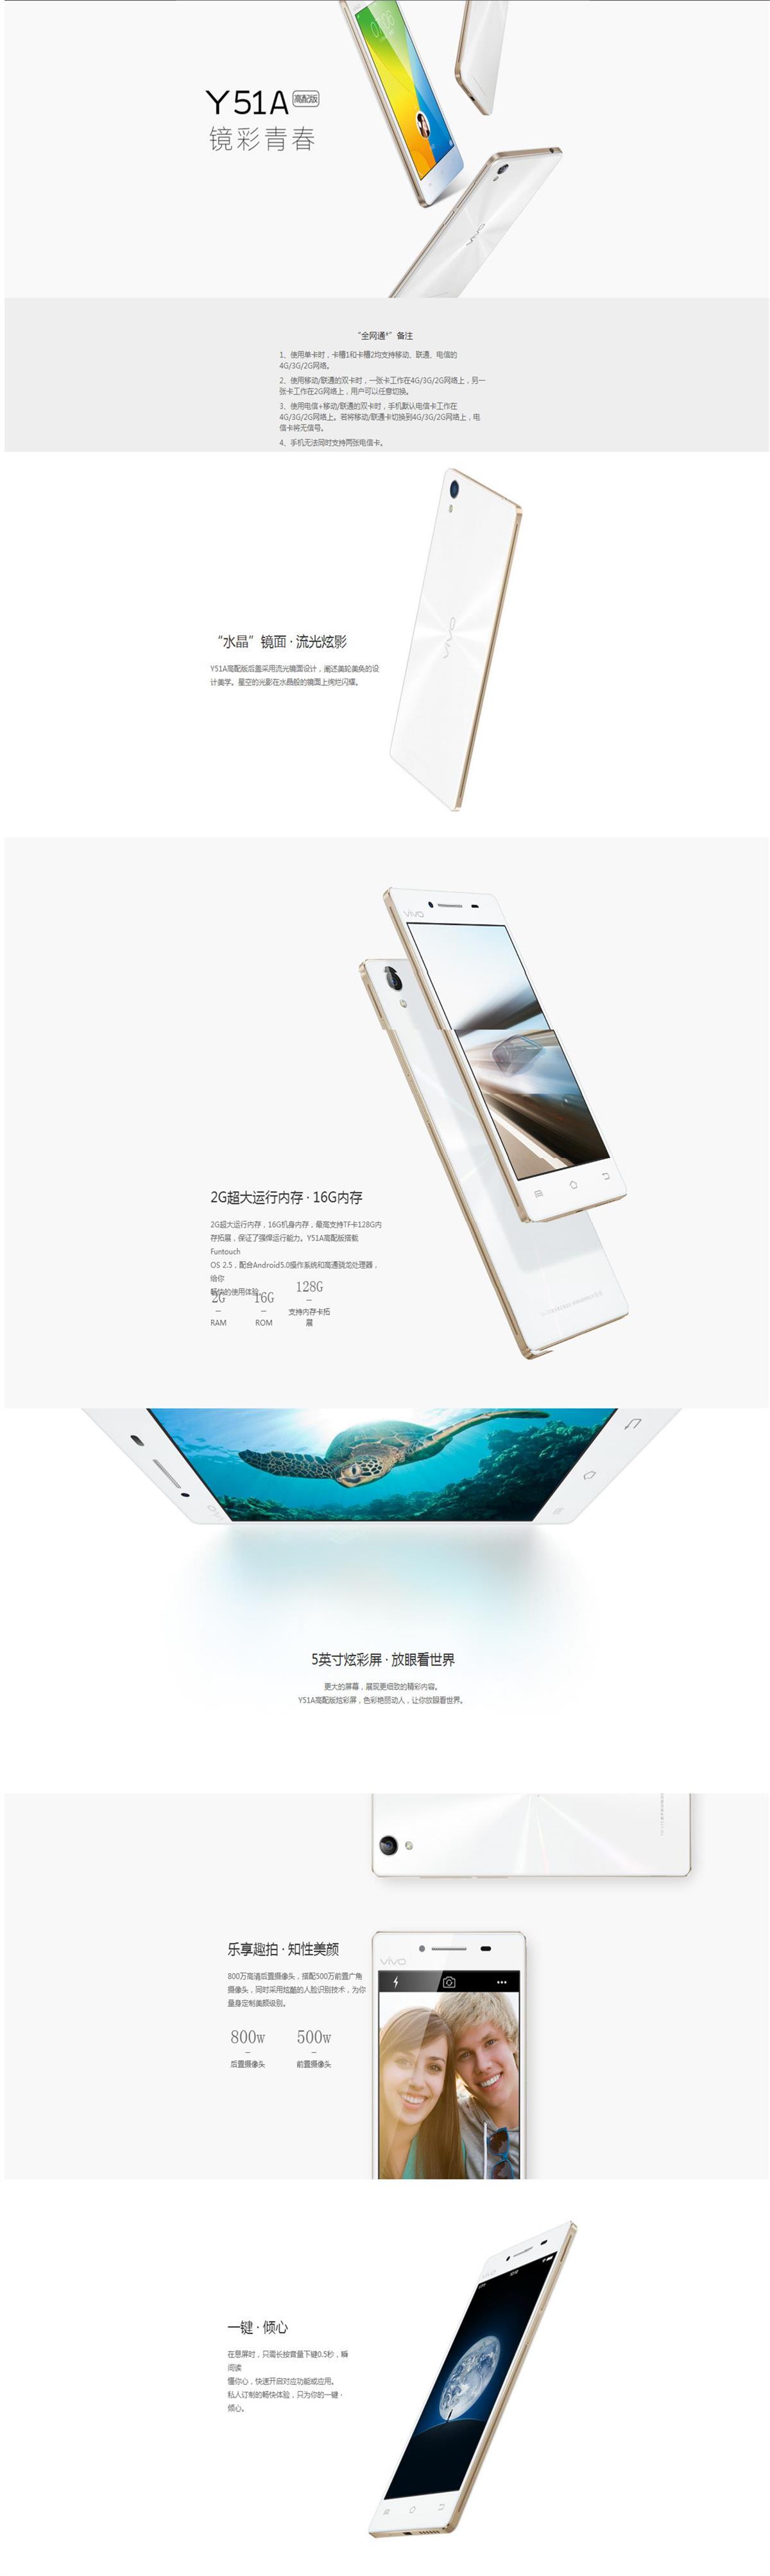 Y51A 高配版
镜彩青春
vivo
“全网通*”备注
1、使用单卡时，卡槽1和卡槽2均支持移动、联通、电信的
4G/3G/2G网络。
2、使用移动/联通的双卡时，一张卡工作在4G/3G/2G网络上，另一
张卡工作在2G网络上，用户可以任意切换。
3、使用电信+移动/联通的双卡时，手机默认电信卡工作在
4G/3G/2G网络上。若将移动/联通卡切换到4G/3G/2G网络上，电
信卡将无信号。
4、手机无法同时支持两张电信卡。
vivo
“水晶”镜面·流光炫影
Y51A高配版后盖采用流光镜面设计，阐述美轮美奂的设
计美学。星空的光影在水晶般的镜面上绚烂闪耀。
vivo
2G超大运行内存·16G内存
2G超大运行内存，16G机身内存，最高支持TF卡128G内
存拓展，保证了强悍运行能力。Y51A高配版搭载
Funtouch
OS 2.5，配合Android5.0操作系统和高通骁龙处理器，
给你
畅快的使用体验。
2G 16G 128G
RAM ROM 支持内存卡拓
展
vivo
5英寸炫彩屏·放眼看世界
更大的屏幕，展现更细致的精彩内容。
Y51A高配版炫彩屏，色彩艳丽动人，让你放眼看世界。
乐享趣拍·知性美颜
vivo
800万高清后置摄像头，搭配500万前置广角
摄像头，同时采用炫酷的人脸识别技术，为你
量身定制美颜级别。
800W 500W
后置摄像头 前置摄像头
vivo
一键·倾心
在息屏时，只需长按音量下键0.5秒，瞬
间读
懂你心，快速开启对应功能或应用。
私人订制的畅快体验，只为你的一键·
倾心。